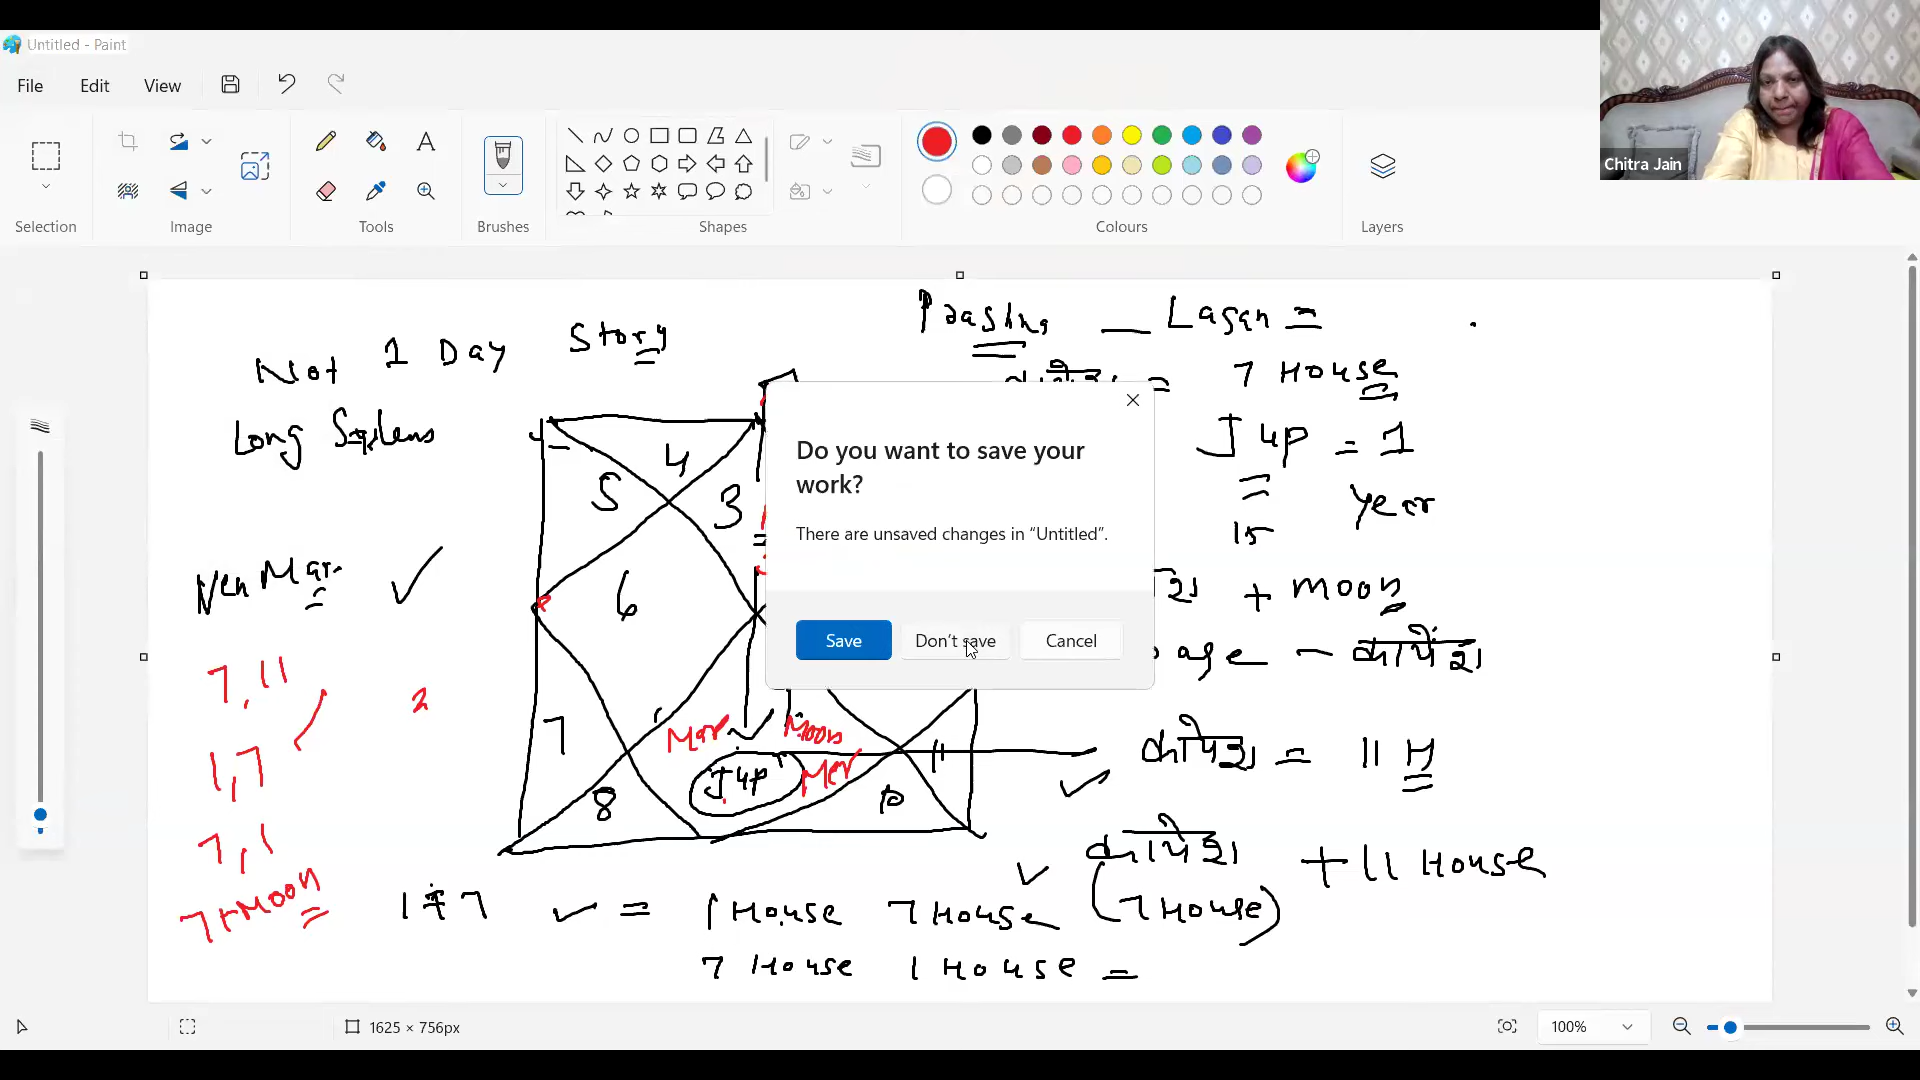 Untitled - Paint
File Edit View
Selection Image Tools Brushes Shapes Colours Layers
Chitra Jain
Not 1 Day Story
Lagan =
7 House
Long
Jup = 1
15 year
4
5
3
6
+ moon
7
8
10
11
Mar Moon
Jup Mer
7,11
2
1,7
7,1
7+Moon
कार्येश = 11 H
कार्येश + 11 House
(7 House)
1 7 = 1 House 7 House
7 House 1 House =
Do you want to save your
work?
There are unsaved changes in “Untitled”.
Save Don't save Cancel
1625 × 756px
100%